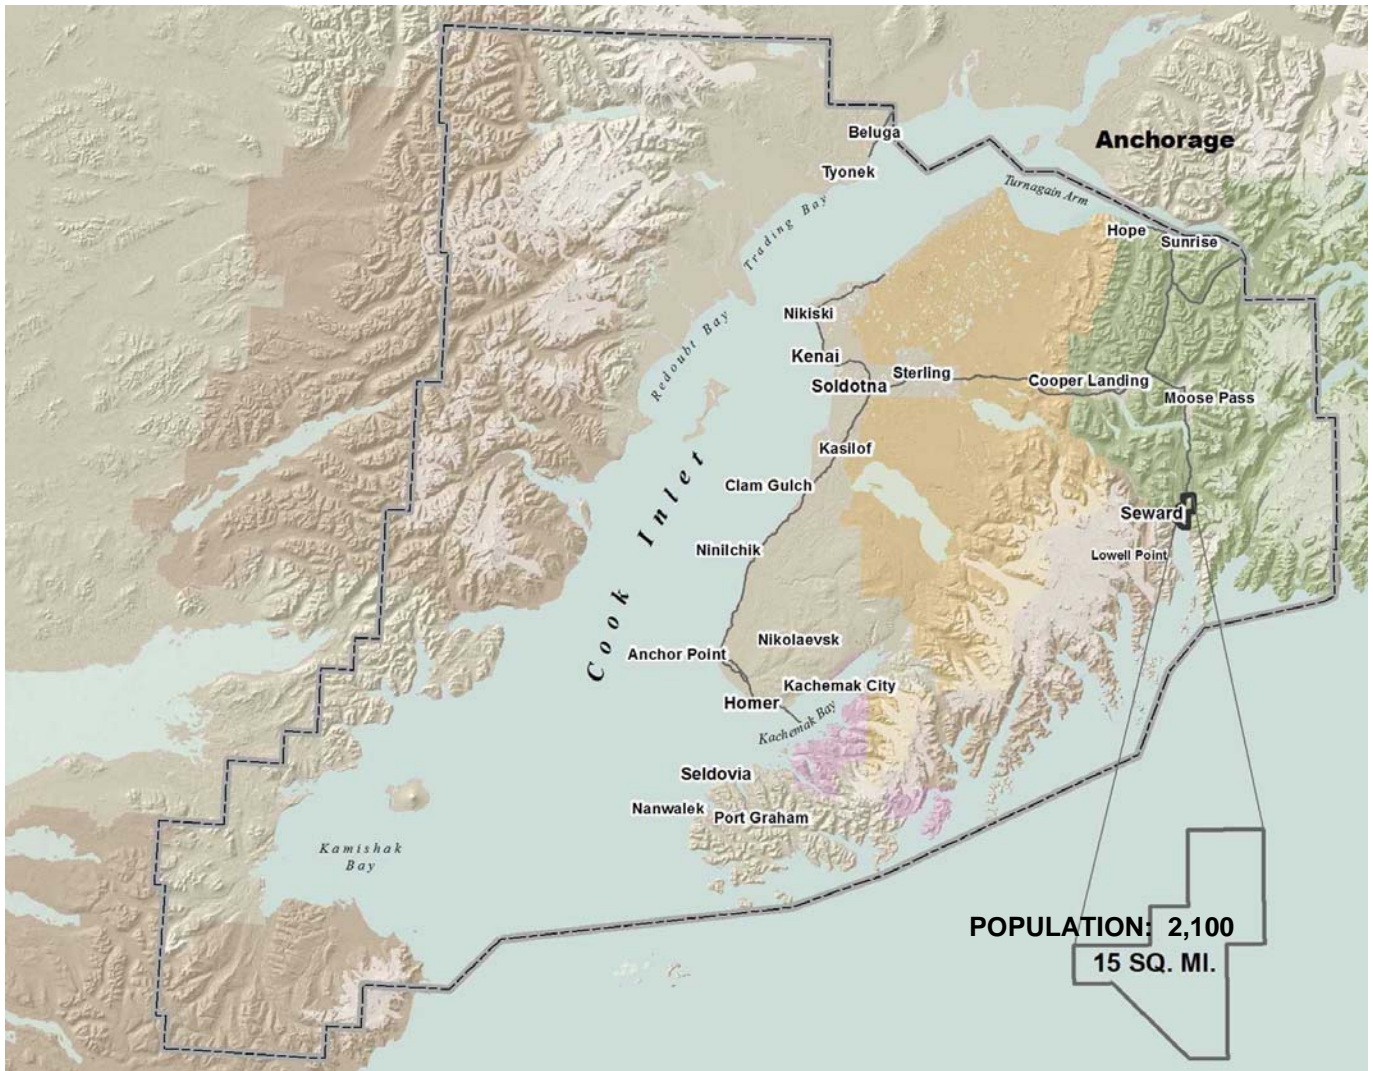 Beluga
Anchorage
Tyonek
Turnagain Arm
Trading Bay
Hope
Sunrise
Nikiski
Redoubt Bay
Kenai
Sterling
Soldotna
Cooper Landing
Moose Pass
Kasilof
Clam Gulch
Cook Inlet
Seward
Ninilchik
Lowell Point
Nikolaevsk
Anchor Point
Kachemak City
Homer
Kachemak Bay
Seldovia
Nanwalek
Port Graham
Kamishak
Bay
POPULATION: 2,100
15 SQ. MI.